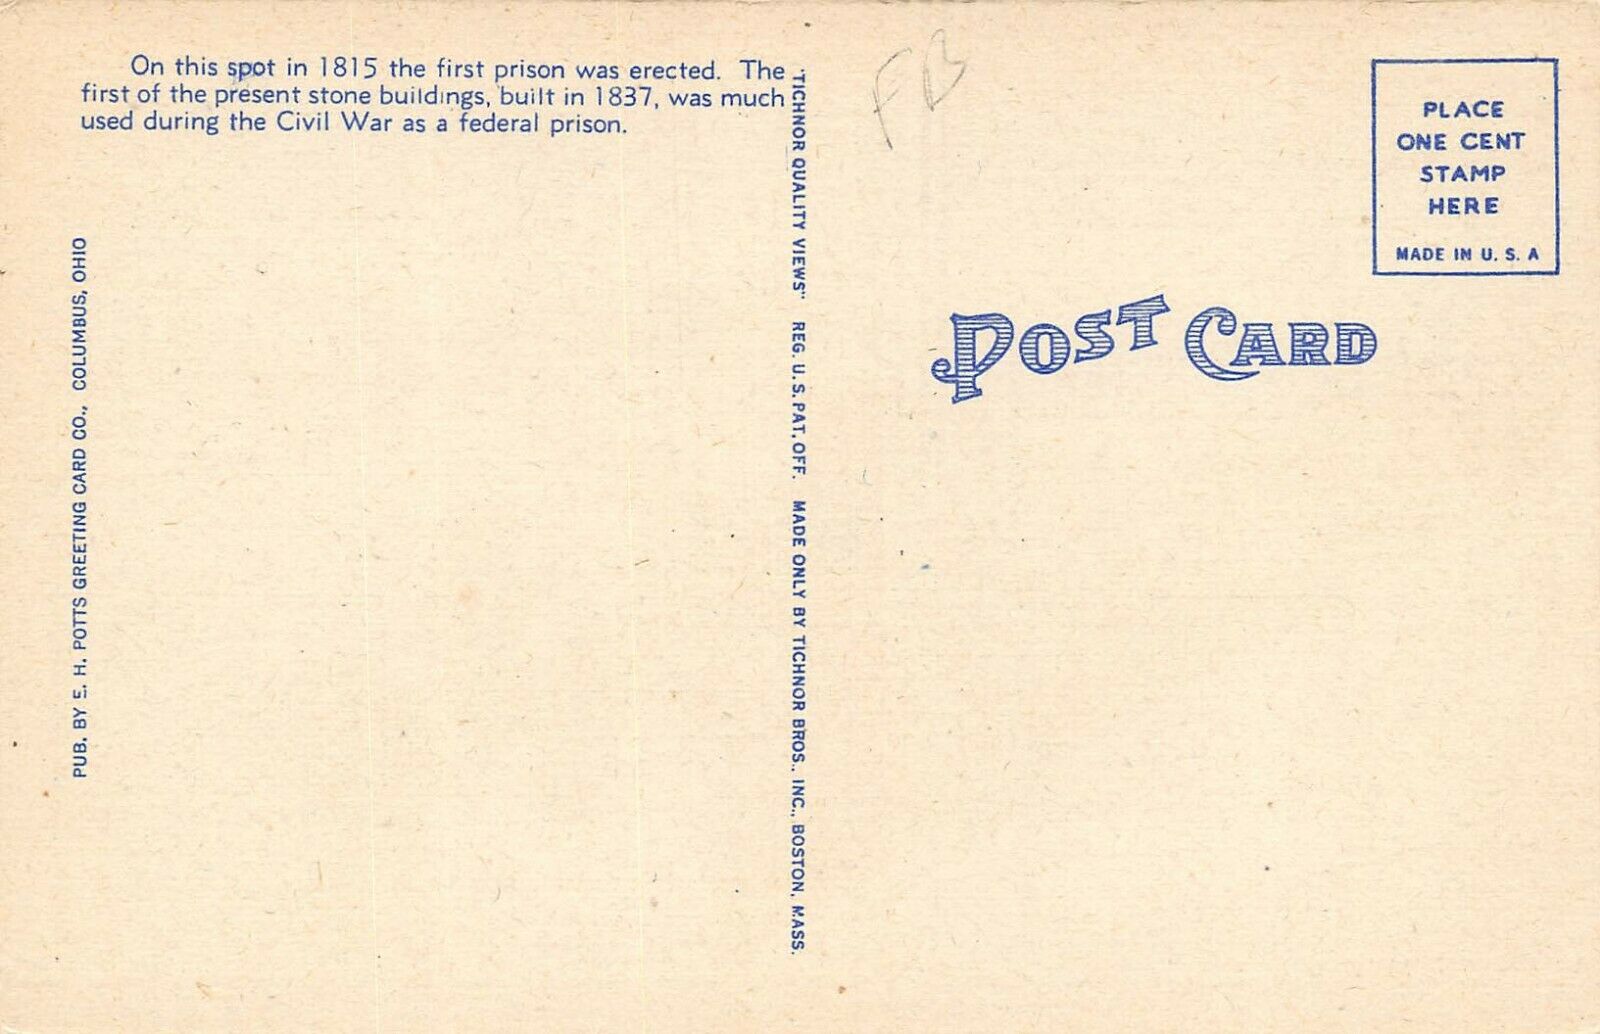 On this spot in 1815 the first prison was erected. The
first of the present stone buildings, built in 1837, was much
used during the Civil War as a federal prison.
PUB. BY E. H. POTTS GREETING CARD CO., COLUMBUS, OHIO
"TICHNOR QUALITY VIEWS" REG. U. S. PAT. OFF. MADE ONLY BY TICHNOR BROS., INC., BOSTON, MASS.
FB
PLACE
ONE CENT
STAMP
HERE
MADE IN U. S. A
POST CARD